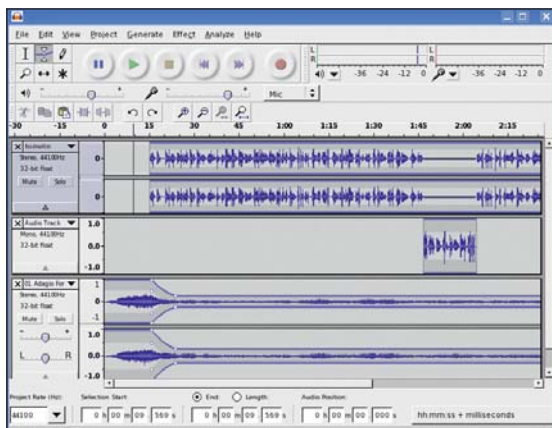 File Edit View Project Generate Effect Analyze Help
L
R
-36 -24 -12 0
L
R
-36 -24 -12 0
- + - + Mic
-30 -15 0 15 30 45 1:00 1:15 1:30 1:45 2:00 2:15
Stereo, 44100Hz
32-bit float
Mute Solo
0
0
Audio Track 1.0
Mono, 44100Hz
32-bit float
0.0
-1.0
01 Adagio For 1
Stereo, 44100Hz
32-bit float
0
Mute Solo -1
- + 1.0
L R 0.0
-1.0
Project Rate (Hz): Selection Start: End Length: Audio Position:
44100 0 h 00 m 09 . 569 s 0 h 00 m 09 . 569 s 0 h 00 m 00 . 000 s hh:mm:ss + milliseconds